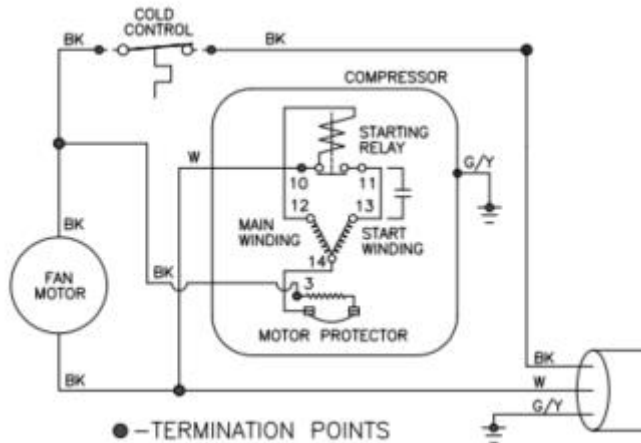 COLD
CONTROL
BK
BK
COMPRESSOR
STARTING
RELAY
W
G/Y
10
11
12
13
MAIN
WINDING
START
WINDING
BK
14
FAN
MOTOR
BK
3
MOTOR PROTECTOR
BK
BK
W
G/Y
-TERMINATION POINTS